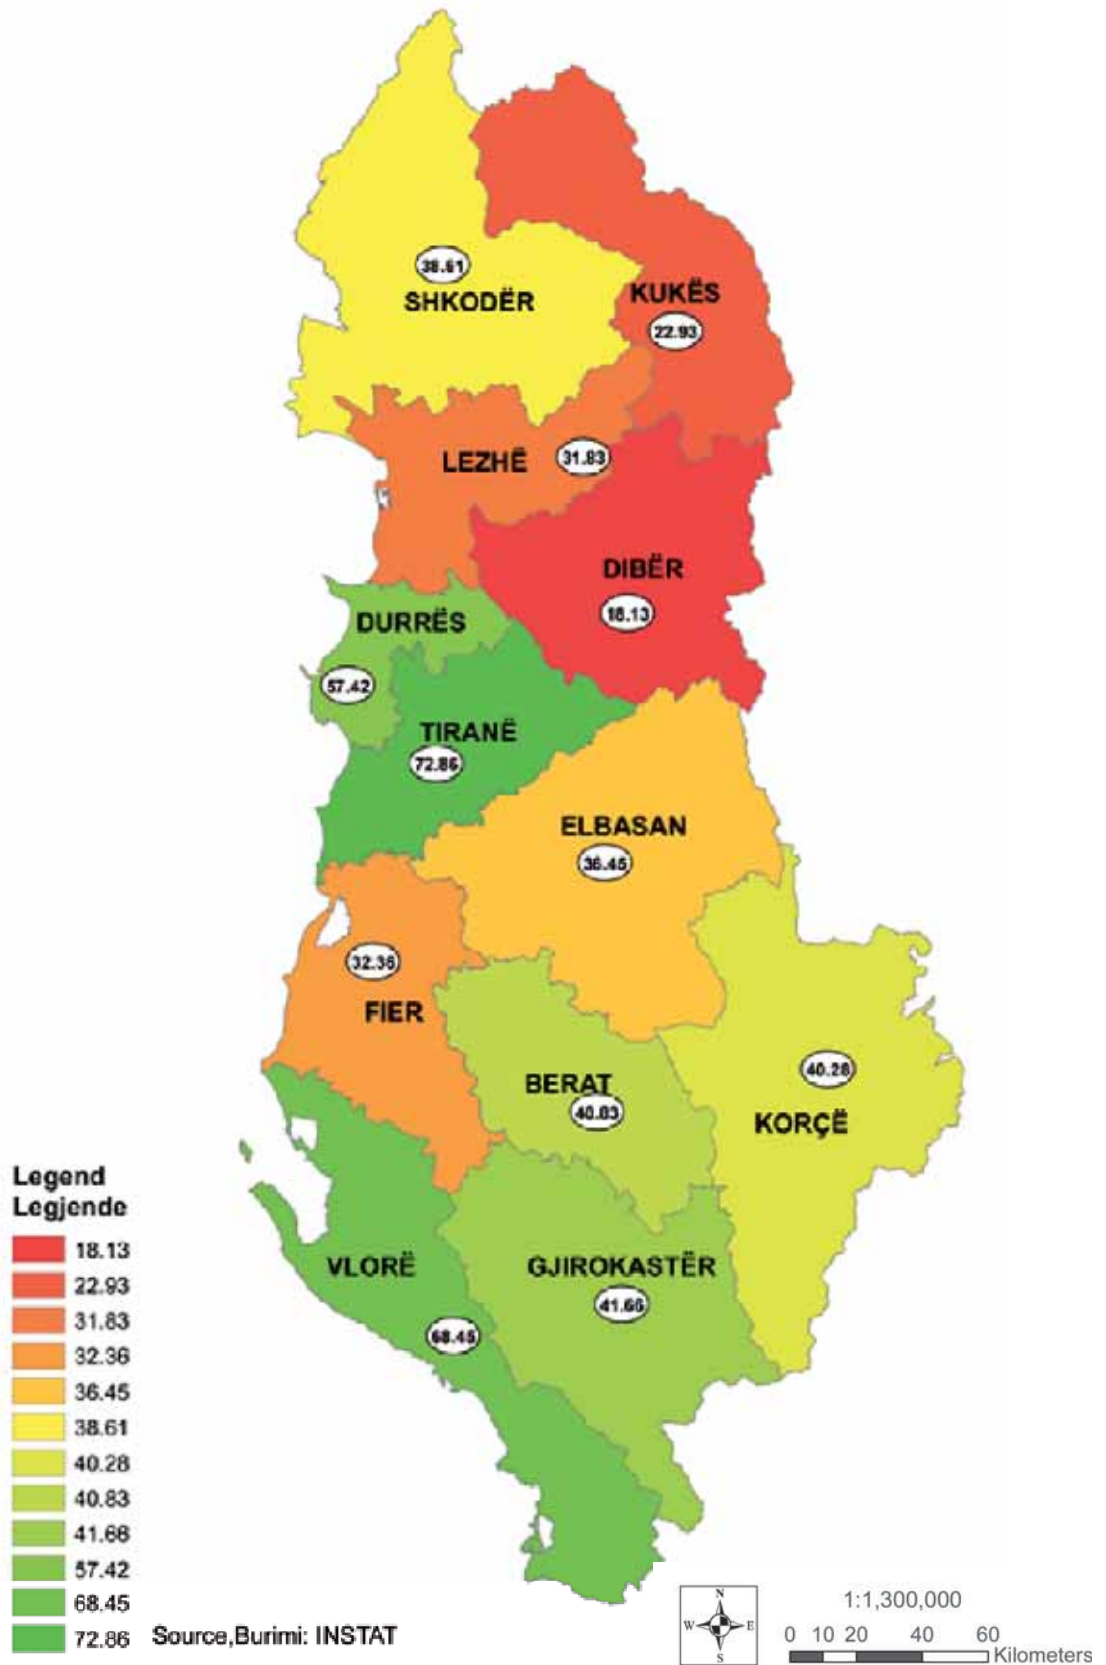 38.61
SHKODËR
KUKËS
22.93
LEZHË
31.83
DIBËR
18.13
DURRËS
57.42
TIRANË
72.86
ELBASAN
36.45
32.36
FIER
BERAT
40.83
40.28
KORÇË
VLORË
68.45
GJIROKASTËR
41.66
Legend
Legjende
18.13
22.93
31.83
32.36
36.45
38.61
40.28
40.83
41.66
57.42
68.45
72.86
Source,Burimi: INSTAT
N
W E
S
1:1,300,000
0 10 20 40 60
Kilometers